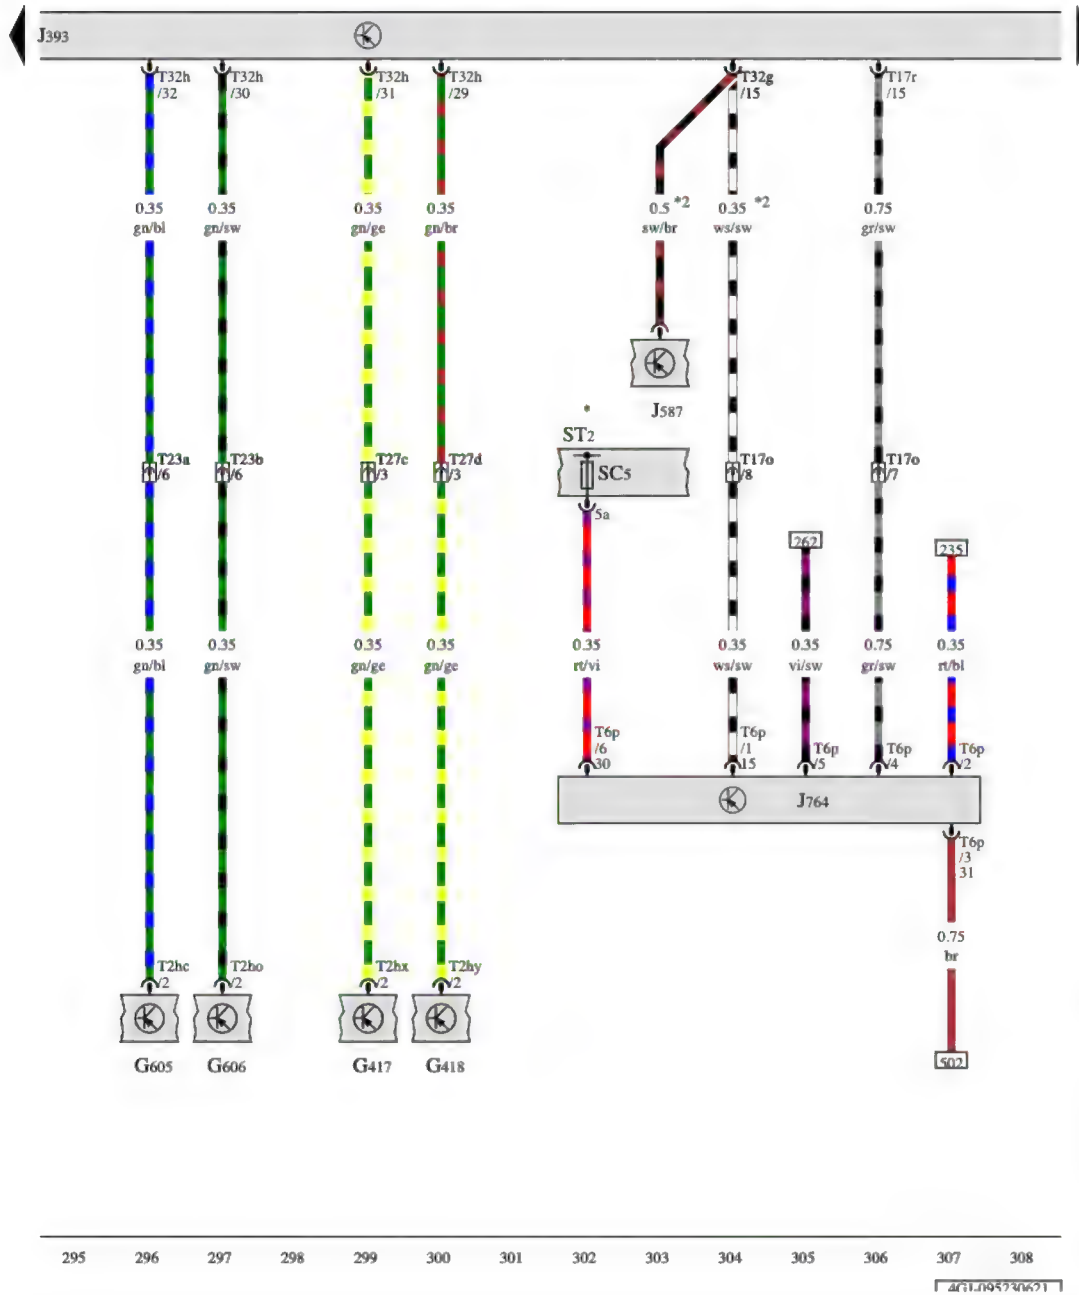 J393
T32h
/32
T32h
/30
T32h
/31
T32h
/29
T32g
/15
T17r
/15
0.35
gn/bl
0.35
gn/sw
0.35
gn/ge
0.35
gn/br
0.5 *2
sw/br
0.35 *2
ws/sw
0.75
gr/sw
J587
*
ST2
SC5
5a
T23a
/6
T23b
/6
T27c
/3
T27d
/3
T17o
/8
T17o
/7
262
235
0.35
gn/bl
0.35
gn/sw
0.35
gn/ge
0.35
gn/ge
0.35
rt/vi
0.35
ws/sw
0.35
vi/sw
0.75
gr/sw
0.35
rt/bl
T6p
/6
30
T6p
/1
15
T6p
/5
T6p
/4
T6p
/2
J764
T6p
/3
31
0.75
br
502
T2hc
/2
T2ho
/2
T2hx
/2
T2hy
/2
G605
G606
G417
G418
295 296 297 298 299 300 301 302 303 304 305 306 307 308
4G1-095230621